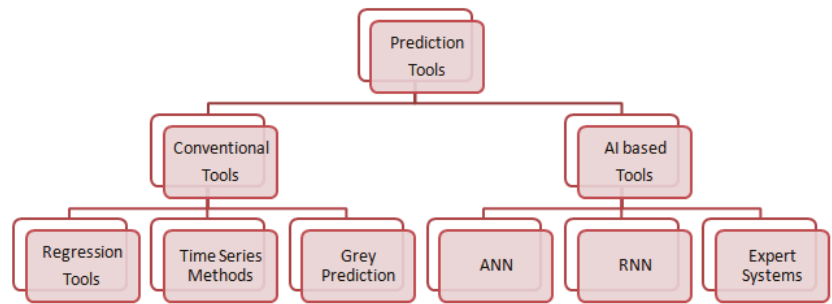 Prediction
Tools
Conventional
Tools
AI based
Tools
Regression
Tools
Time Series
Methods
Grey
Prediction
ANN
RNN
Expert
Systems